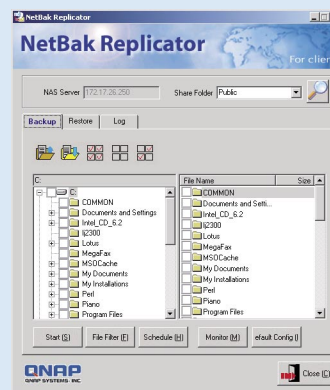 NetBak Replicator
NetBak Replicator
For clien
NAS Server 172.17.26.250 Share Folder Public
Backup Restore Log
C:
C:
COMMON
Documents and Settings
Intel_CD_6.2
lj2300
Lotus
MegaFax
MSOCache
My Documents
My Installations
Perl
Piano
Program Files
File Name Size
COMMON
Documents and Setti...
Intel_CD_6.2
lj2300
Lotus
MegaFax
MSOCache
My Documents
My Installations
Perl
Piano
Program Files
Start (S) File Filter (F) Schedule (H) Monitor (M) efault Config (I
QNAP
QNAP SYSTEMS, INC.
Close (C)